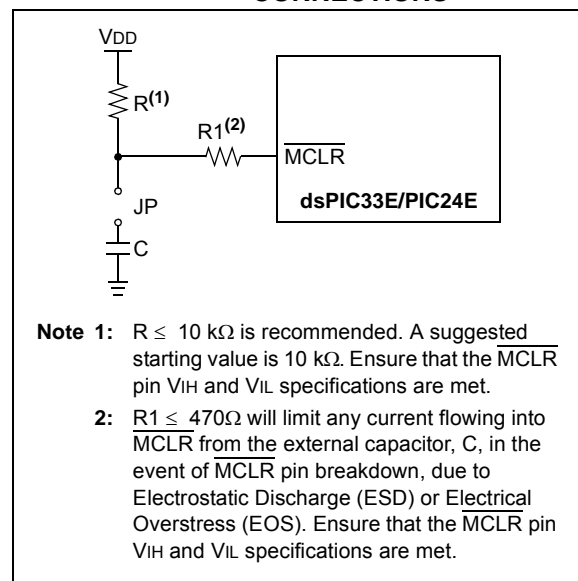 CONNECTIONS
VDD
R(1)
R1(2)
MCLR
dsPIC33E/PIC24E
JP
C
Note 1: R ≤ 10 kΩ is recommended. A suggested
starting value is 10 kΩ. Ensure that the MCLR
pin VIH and VIL specifications are met.
2: R1 ≤ 470Ω will limit any current flowing into
MCLR from the external capacitor, C, in the
event of MCLR pin breakdown, due to
Electrostatic Discharge (ESD) or Electrical
Overstress (EOS). Ensure that the MCLR pin
VIH and VIL specifications are met.